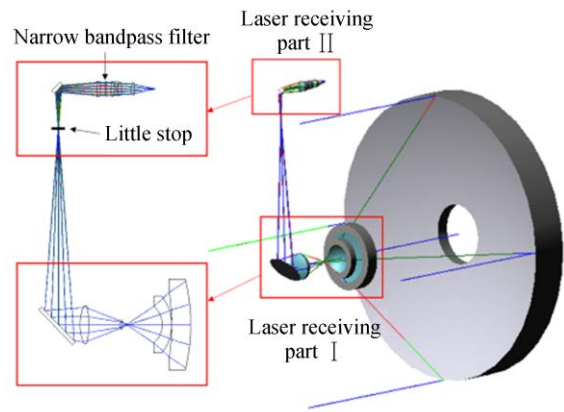 Narrow bandpass filter
Laser receiving
part Ⅱ
Little stop
Laser receiving
part Ⅰ